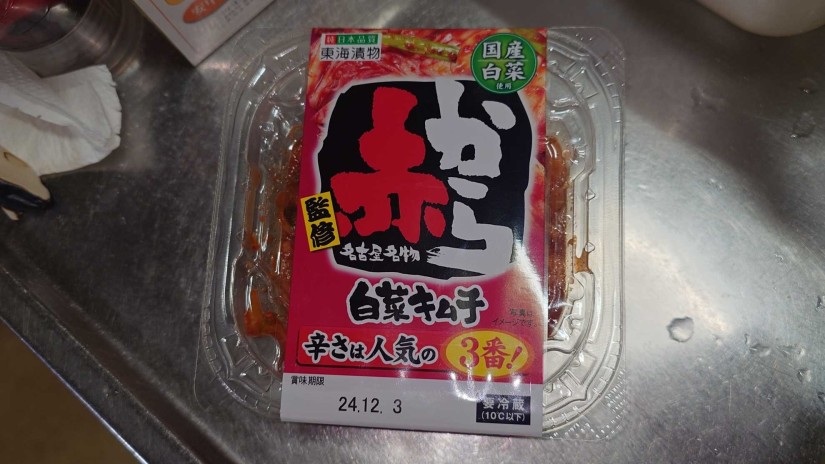 純日本品質
東海漬物
国産
白菜
使用
赤から
監修
名古屋名物
白菜キムチ
写真は
イメージです。
辛さは人気の
3番!
賞味期限
24.12. 3
要冷蔵
(10℃以下)